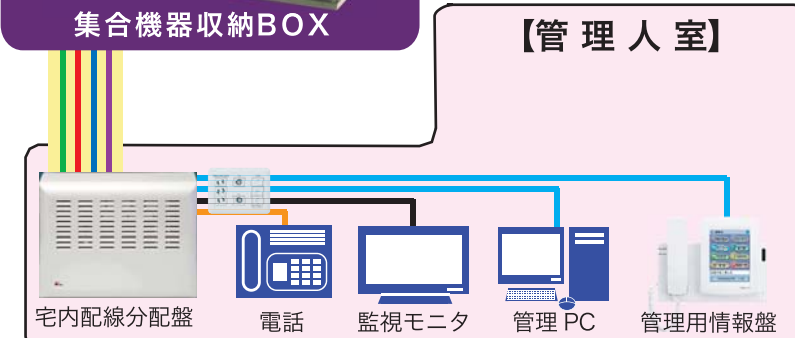 集合機器収納BOX
【管理人室】
宅内配線分配盤
電話
監視モニタ
管理 PC
管理用情報盤